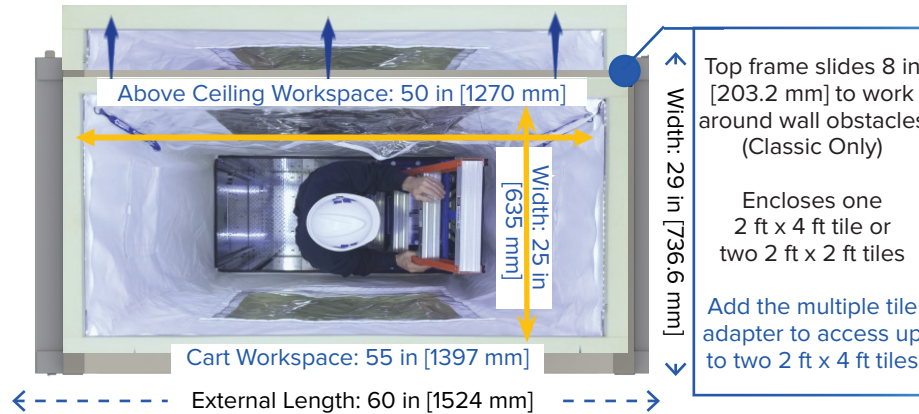 Above Ceiling Workspace: 50 in [1270 mm]
Width: 25 in
[635 mm]
Cart Workspace: 55 in [1397 mm]
External Length: 60 in [1524 mm]
Width: 29 in [736.6 mm]
Top frame slides 8 in
[203.2 mm] to work
around wall obstacles
(Classic Only)
Encloses one
2 ft x 4 ft tile or
two 2 ft x 2 ft tiles
Add the multiple tile
adapter to access up
to two 2 ft x 4 ft tiles